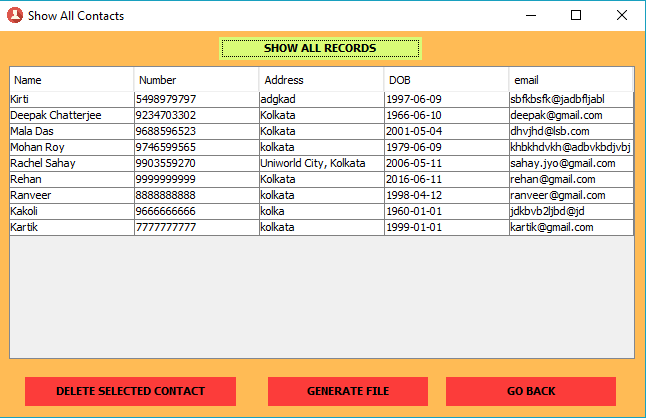 Show All Contacts
SHOW ALL RECORDS
Name Number Address DOB email
Kirti 5498979797 adgkad 1997-06-09 sbfkbsfk@jadbfljabl
Deepak Chatterjee 9234703302 Kolkata 1966-06-10 deepak@gmail.com
Mala Das 9688596523 Kolkata 2001-05-04 dhvjhd@lsb.com
Mohan Roy 9746599565 kolkata 1979-06-09 khbkhdvkh@adbvkbdjvbj
Rachel Sahay 9903559270 Uniworld City, Kolkata 2006-05-11 sahay.jyo@gmail.com
Rehan 9999999999 Kolkata 2016-06-11 rehan@gmail.com
Ranveer 8888888888 kolkata 1998-04-12 ranveer@gmail.com
Kakoli 9666666666 kolka 1960-01-01 jdkbvb2ljbd@jd
Kartik 7777777777 kolkata 1999-01-01 kartik@gmail.com
DELETE SELECTED CONTACT GENERATE FILE GO BACK